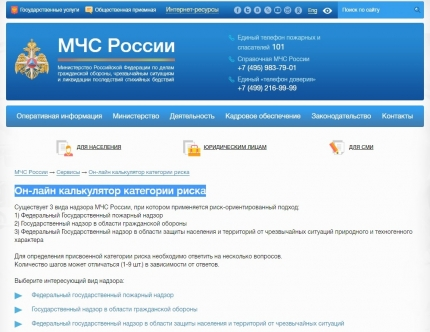 Государственные услуги Общественная приемная Интернет-ресурсы Eng Поиск по сайту
МЧС России
Министерство Российской Федерации по делам
гражданской обороны, чрезвычайным ситуациям
и ликвидации последствий стихийных бедствий
Единый телефон пожарных и
спасателей 101
Справочная МЧС России
+7 (495) 983-79-01
Единый «телефон доверия»
+7 (499) 216-99-99
Оперативная информация Министерство Деятельность Кадровое обеспечение Законодательство Контакты
ДЛЯ НАСЕЛЕНИЯ ЮРИДИЧЕСКИМ ЛИЦАМ ДЛЯ СМИ
МЧС России → Сервисы → Он-лайн калькулятор категории риска
Он-лайн калькулятор категории риска
Существует 3 вида надзора МЧС России, при котором применяется риск-ориентированный подход:
1) Федеральный Государственный пожарный надзор
2) Государственный надзор в области гражданской обороны
3) Федеральный Государственный надзор в области защиты населения и территорий от чрезвычайных ситуаций природного и техногенного
характера
Для определения присвоенной категории риска необходимо ответить на несколько вопросов.
Количество шагов может отличаться (1-9 шт.) в зависимости от ответов.
Выберите интересующий вид надзора:
Федеральный государственный пожарный надзор
Государственный надзор в области гражданской обороны
Федеральный государственный надзор в области защиты населения и территорий от чрезвычайных ситуаций